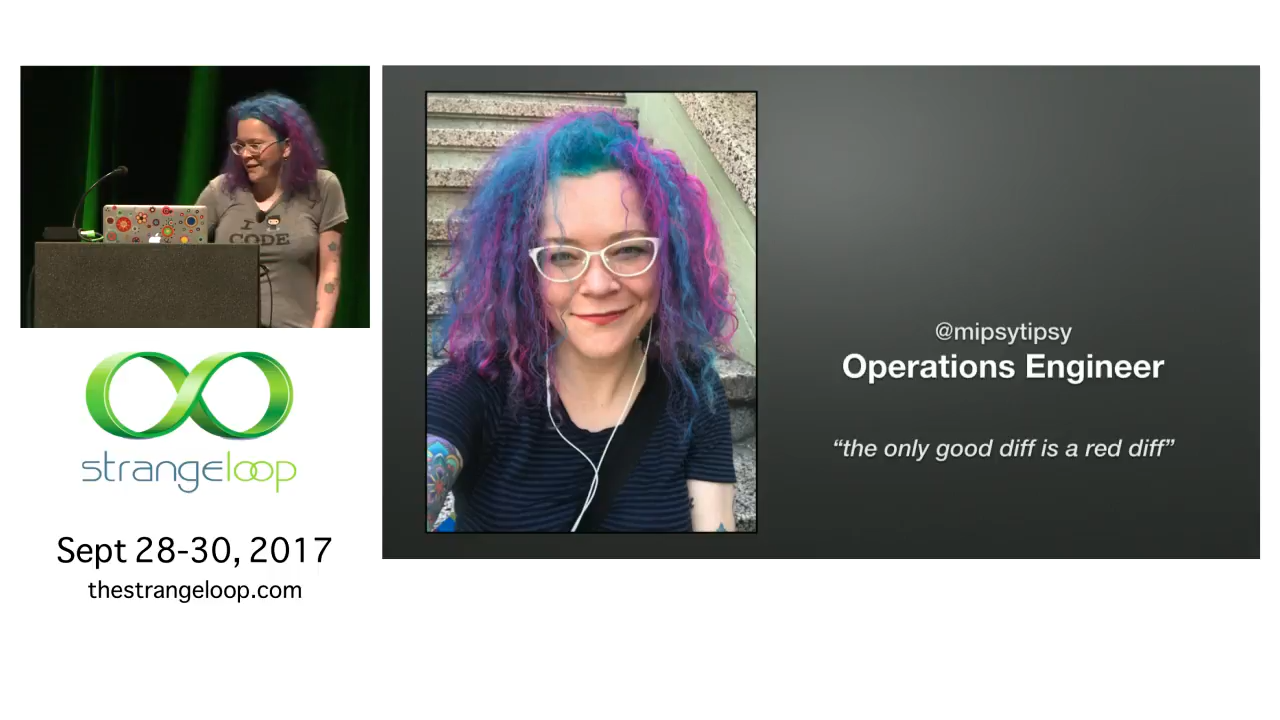 I
CODE
strangeloop
Sept 28-30, 2017
thestrangeloop.com
@mipsytipsy
Operations Engineer
“the only good diff is a red diff”